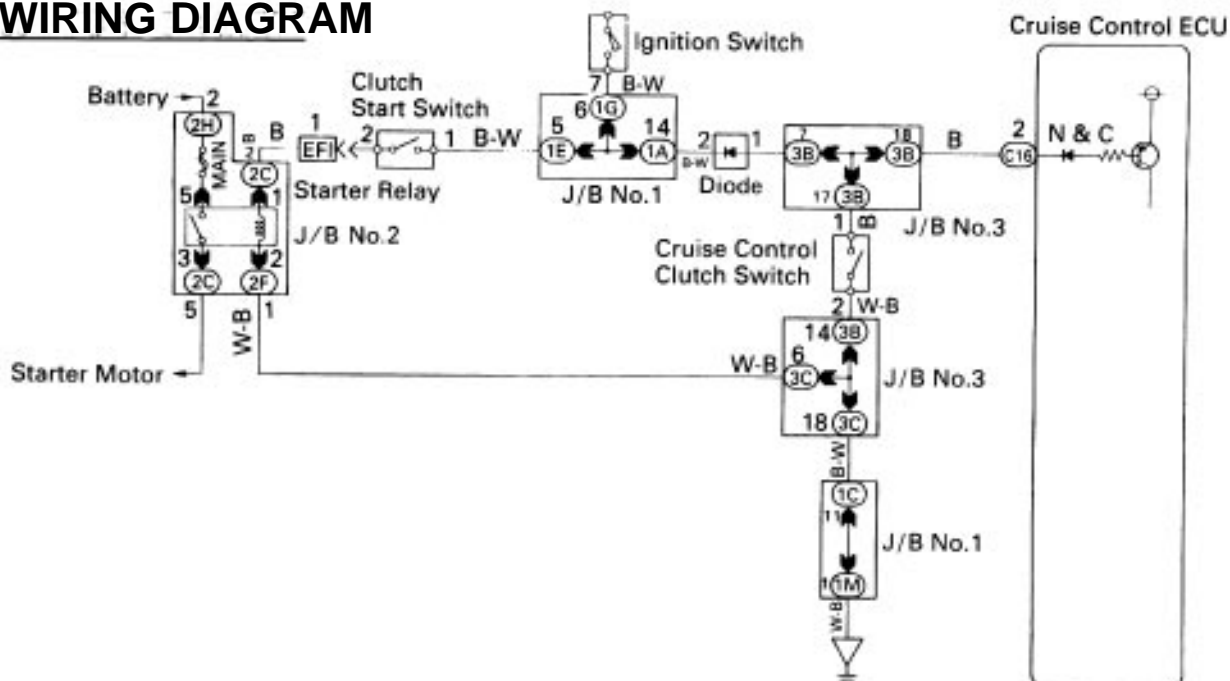 WIRING DIAGRAM
Cruise Control ECU
Ignition Switch
7 B-W
Battery 2
Clutch
Start Switch
2H
MAIN
B
2
2C
B
1
EFI
2
1
B-W
6
1G
5
1E
14
1A
J/B No.1
2
B-W
Diode
1
7
3B
18
3B
B
2
C16
N & C
17
3B
J/B No.3
Starter Relay
5
1
J/B No.2
3
2
2C
2F
5
W-B
1
1
B
Cruise Control
Clutch Switch
2
W-B
14
3B
Starter Motor
W-B
6
3C
J/B No.3
18
3C
B-W
1C
11
J/B No.1
1
1M
W-B